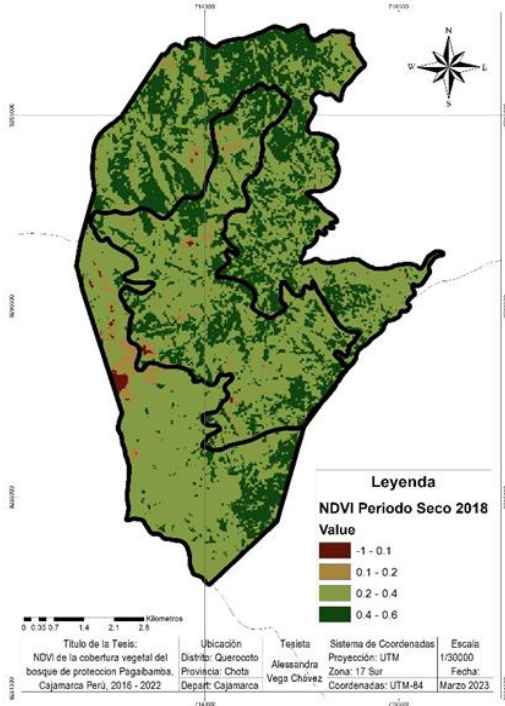 714300
N
W
L
S
Leyenda
NDVI Periodo Seco 2018
Value
-1 - 0.1
0.1 - 0.2
0.2 - 0.4
0.4 - 0.6
Kilometros
0 0.35 0.7 1.4 2.1 2.8
Título de la Tesis:
NDVI de la cobertura vegetal del
bosque de proteccion Pagaibamba,
Cajamarca Perú, 2016 - 2022
Ubicación
Distrito: Querocoto
Provincia: Chota
Depart: Cajamarca
Tesista
Alessandra
Vega Chávez
Sistema de Coordenadas
Proyección: UTM
Zona: 17 Sur
Coordenadas: UTM-84
Escala
1/30000
Fecha:
Marzo 2023
714300